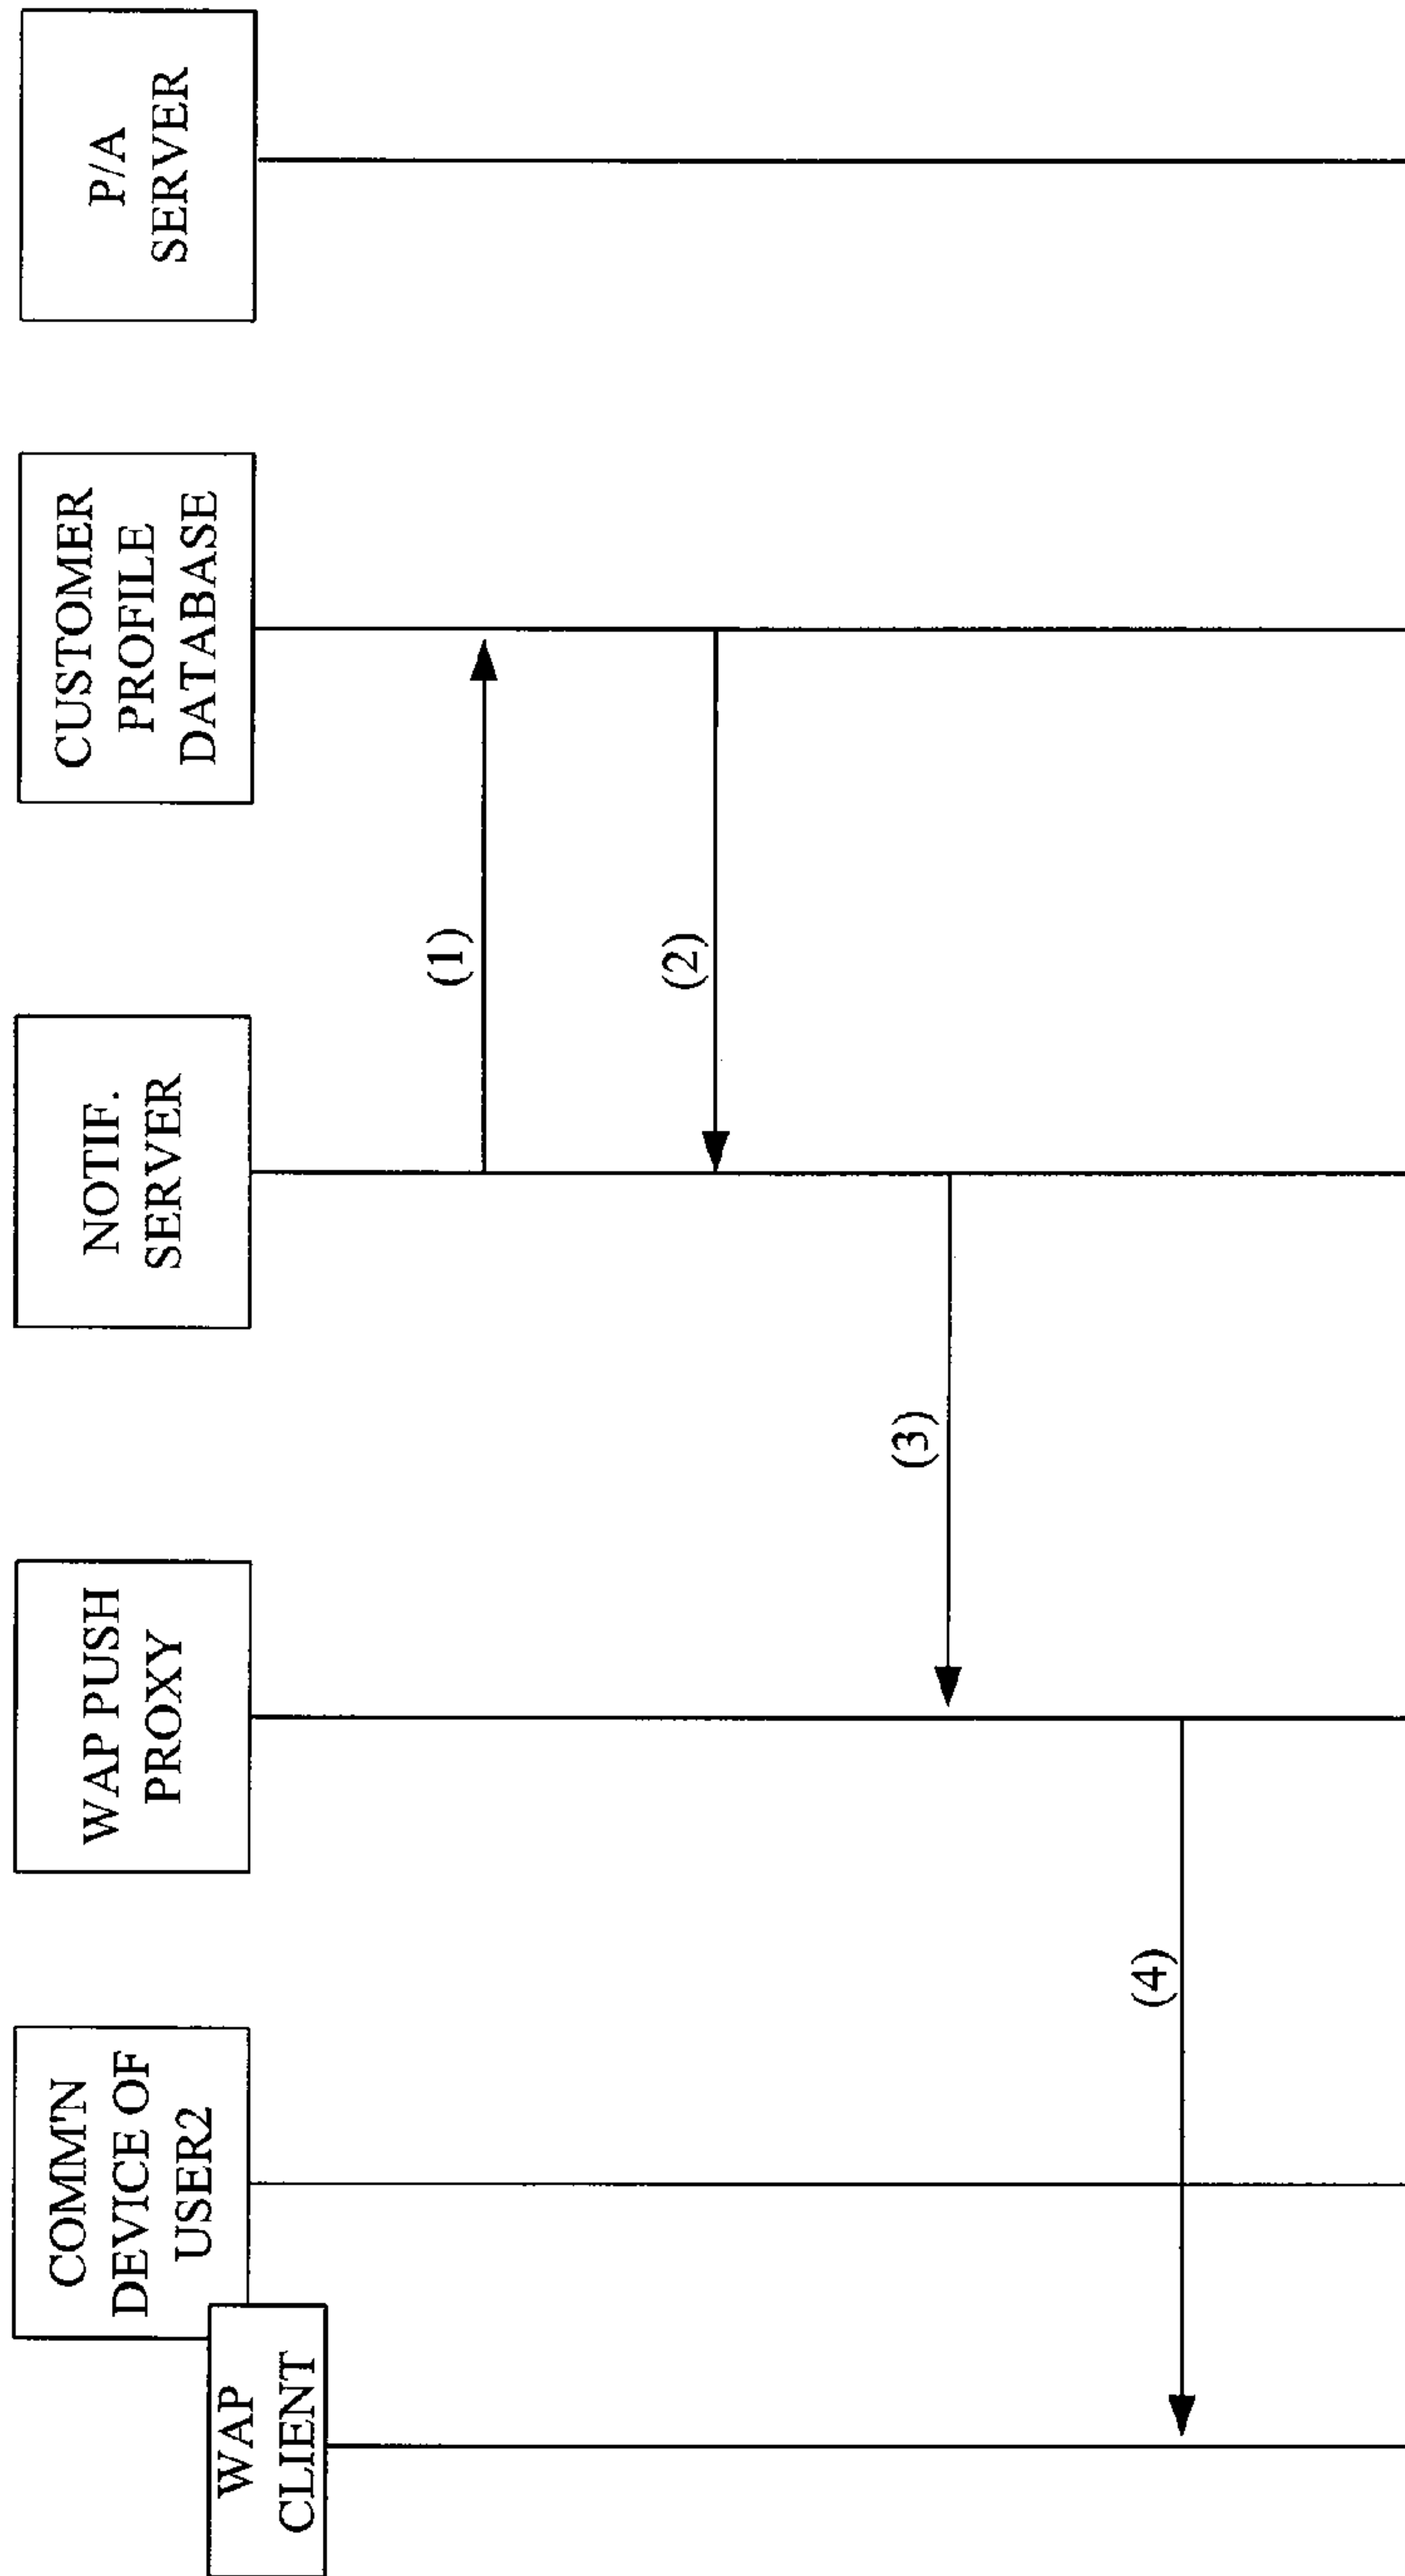 WAP
CLIENT
COMM'N
DEVICE OF
USER2
WAP PUSH
PROXY
NOTIF.
SERVER
CUSTOMER
PROFILE
DATABASE
P/A
SERVER
(1)
(2)
(3)
(4)